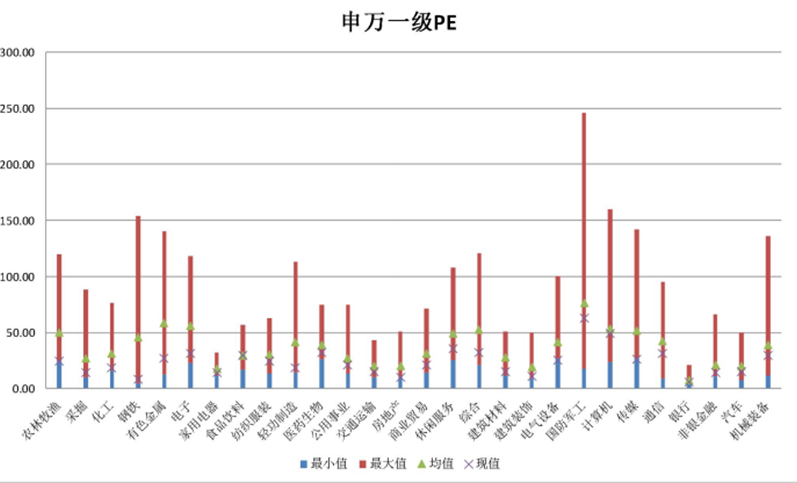 申万一级PE
300.00
250.00
200.00
150.00
100.00
50.00
0.00
农林牧渔
采掘
化工
钢铁
有色金属
电子
家用电器
食品饮料
纺织服装
轻功制造
医药生物
公用事业
交通运输
房地产
商业贸易
休闲服务
综合
建筑材料
建筑装饰
电气设备
国防军工
计算机
传媒
通信
银行
非银金融
汽车
机械装备
最小值 最大值 均值 现值